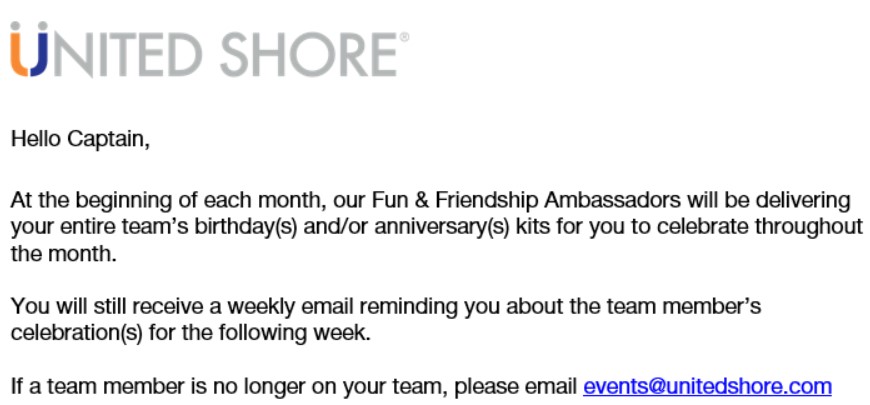 UNITED SHORE®
Hello Captain,
At the beginning of each month, our Fun & Friendship Ambassadors will be delivering
your entire team's birthday(s) and/or anniversary(s) kits for you to celebrate throughout
the month.
You will still receive a weekly email reminding you about the team member's
celebration(s) for the following week.
If a team member is no longer on your team, please email events@unitedshore.com